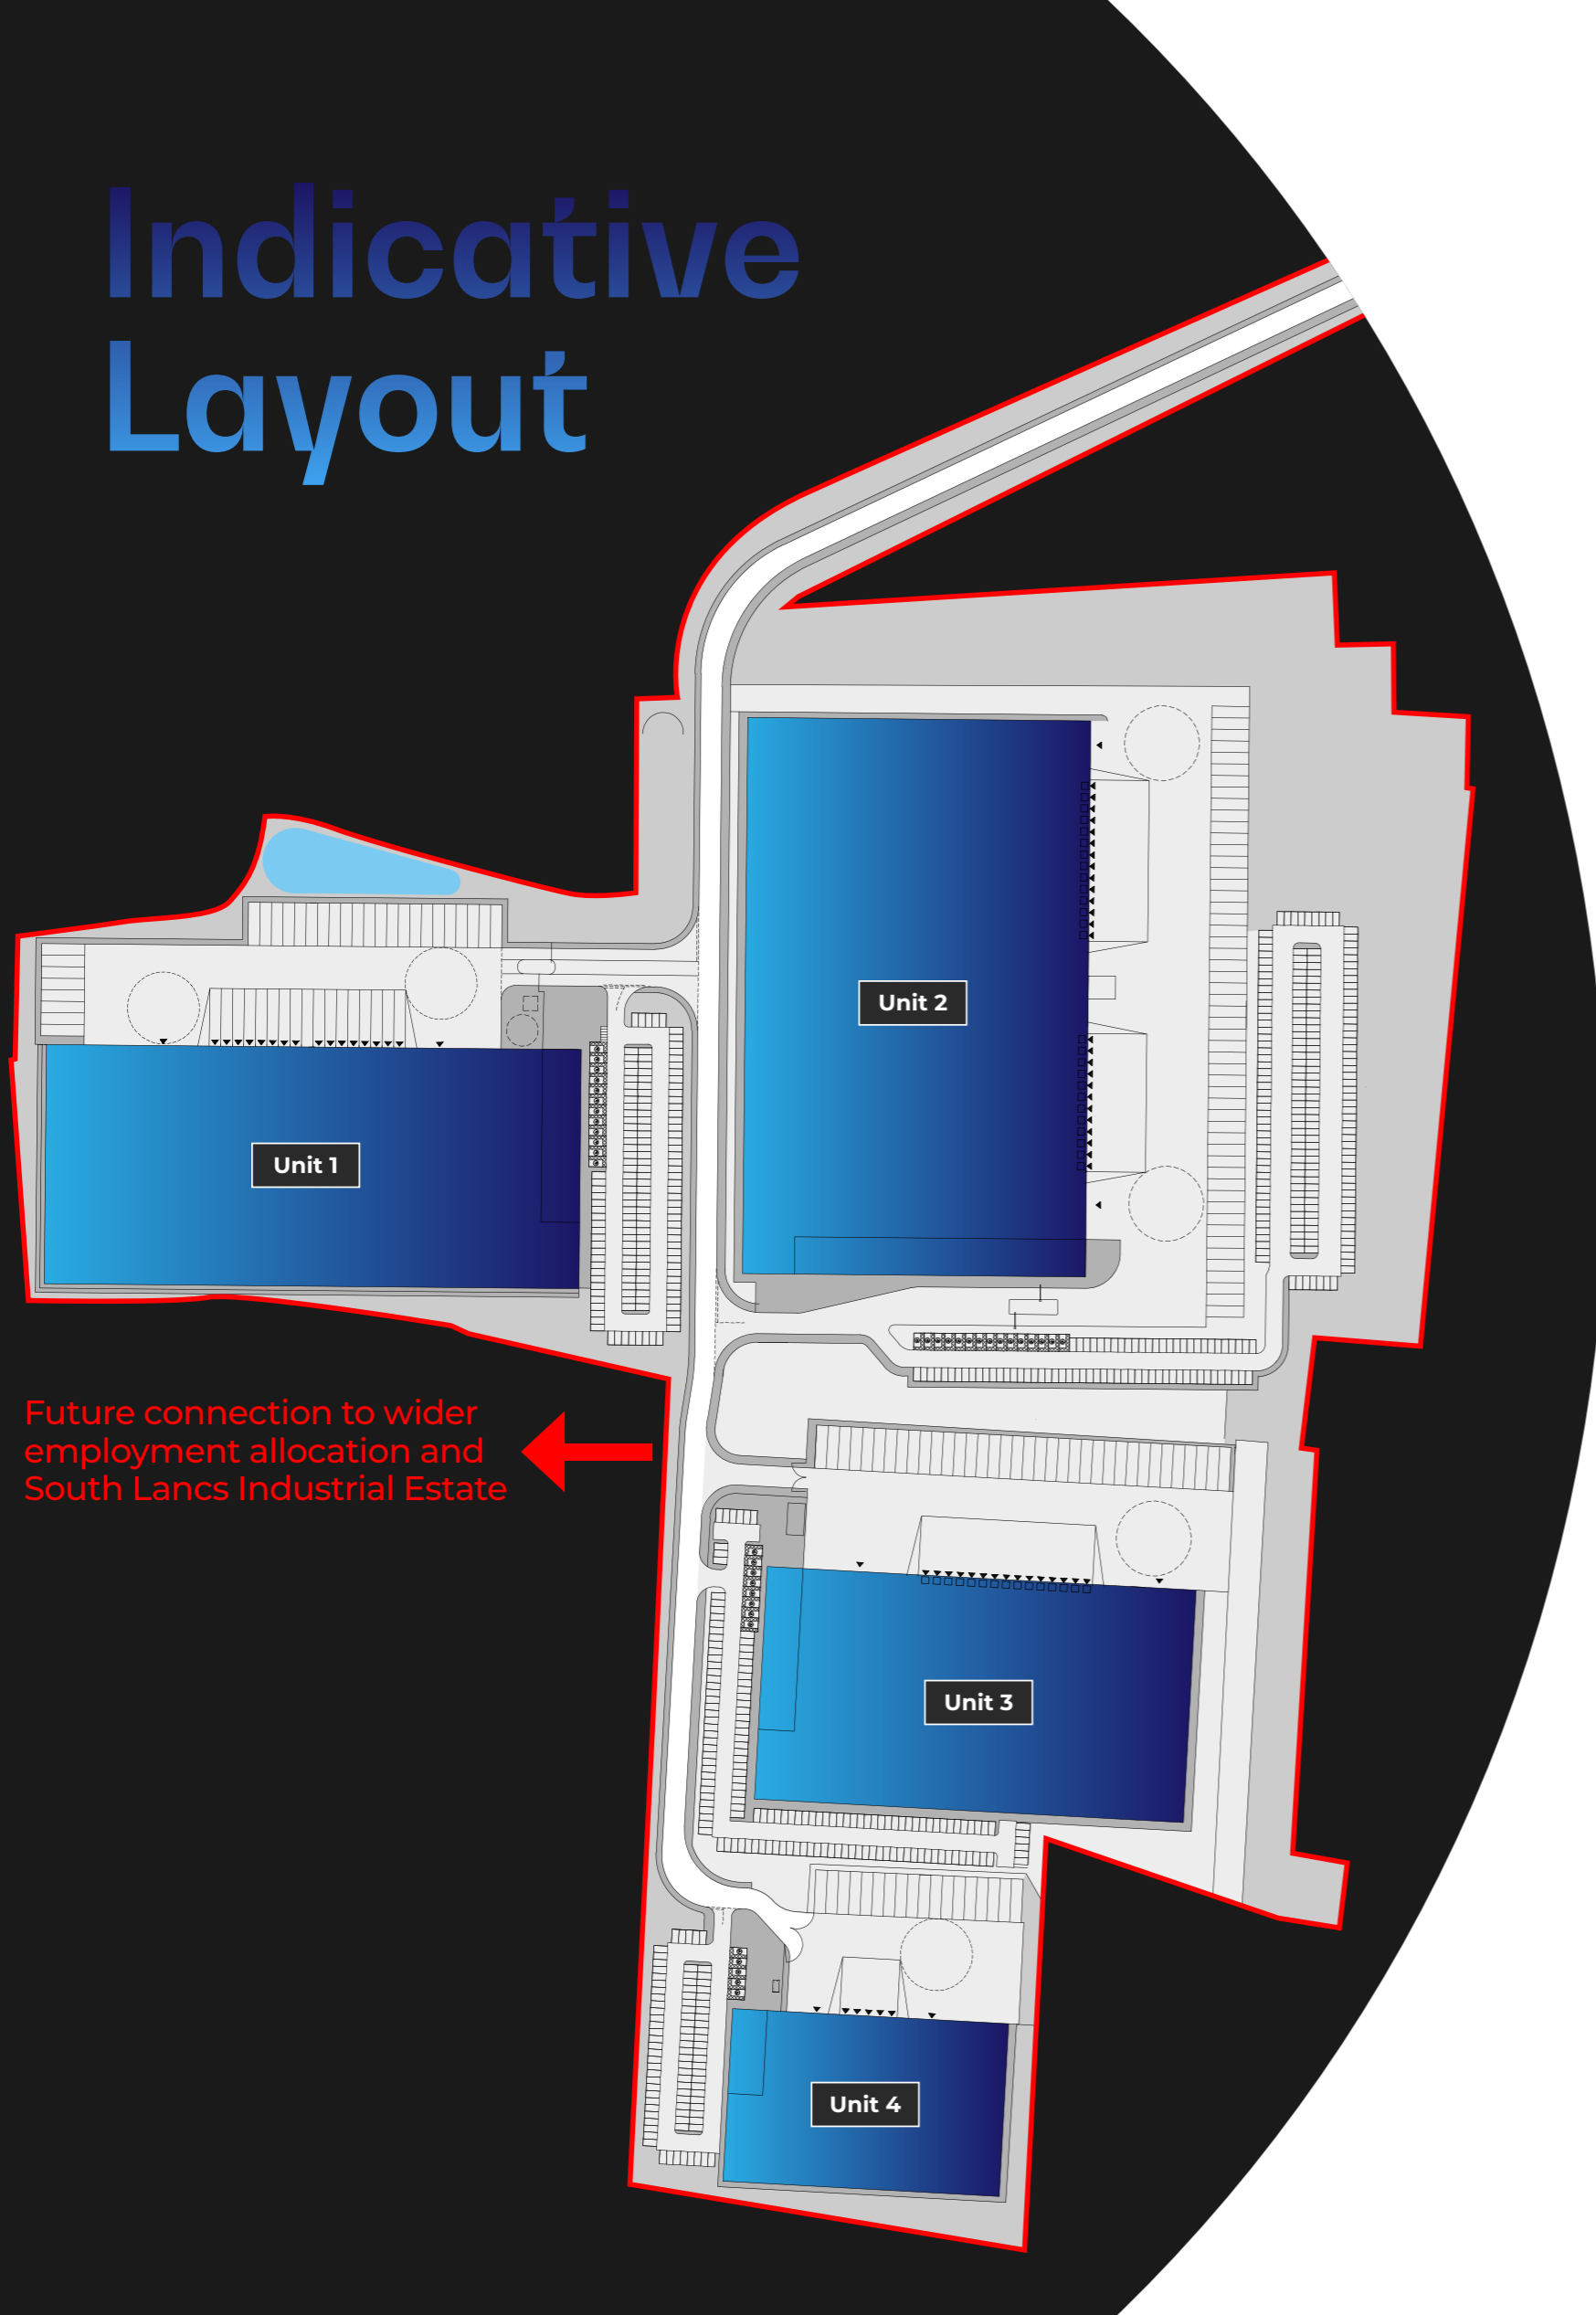 Indicative
Layout
Unit 2
Unit 1
Future connection to wider
employment allocation and
South Lancs Industrial Estate
Unit 3
Unit 4